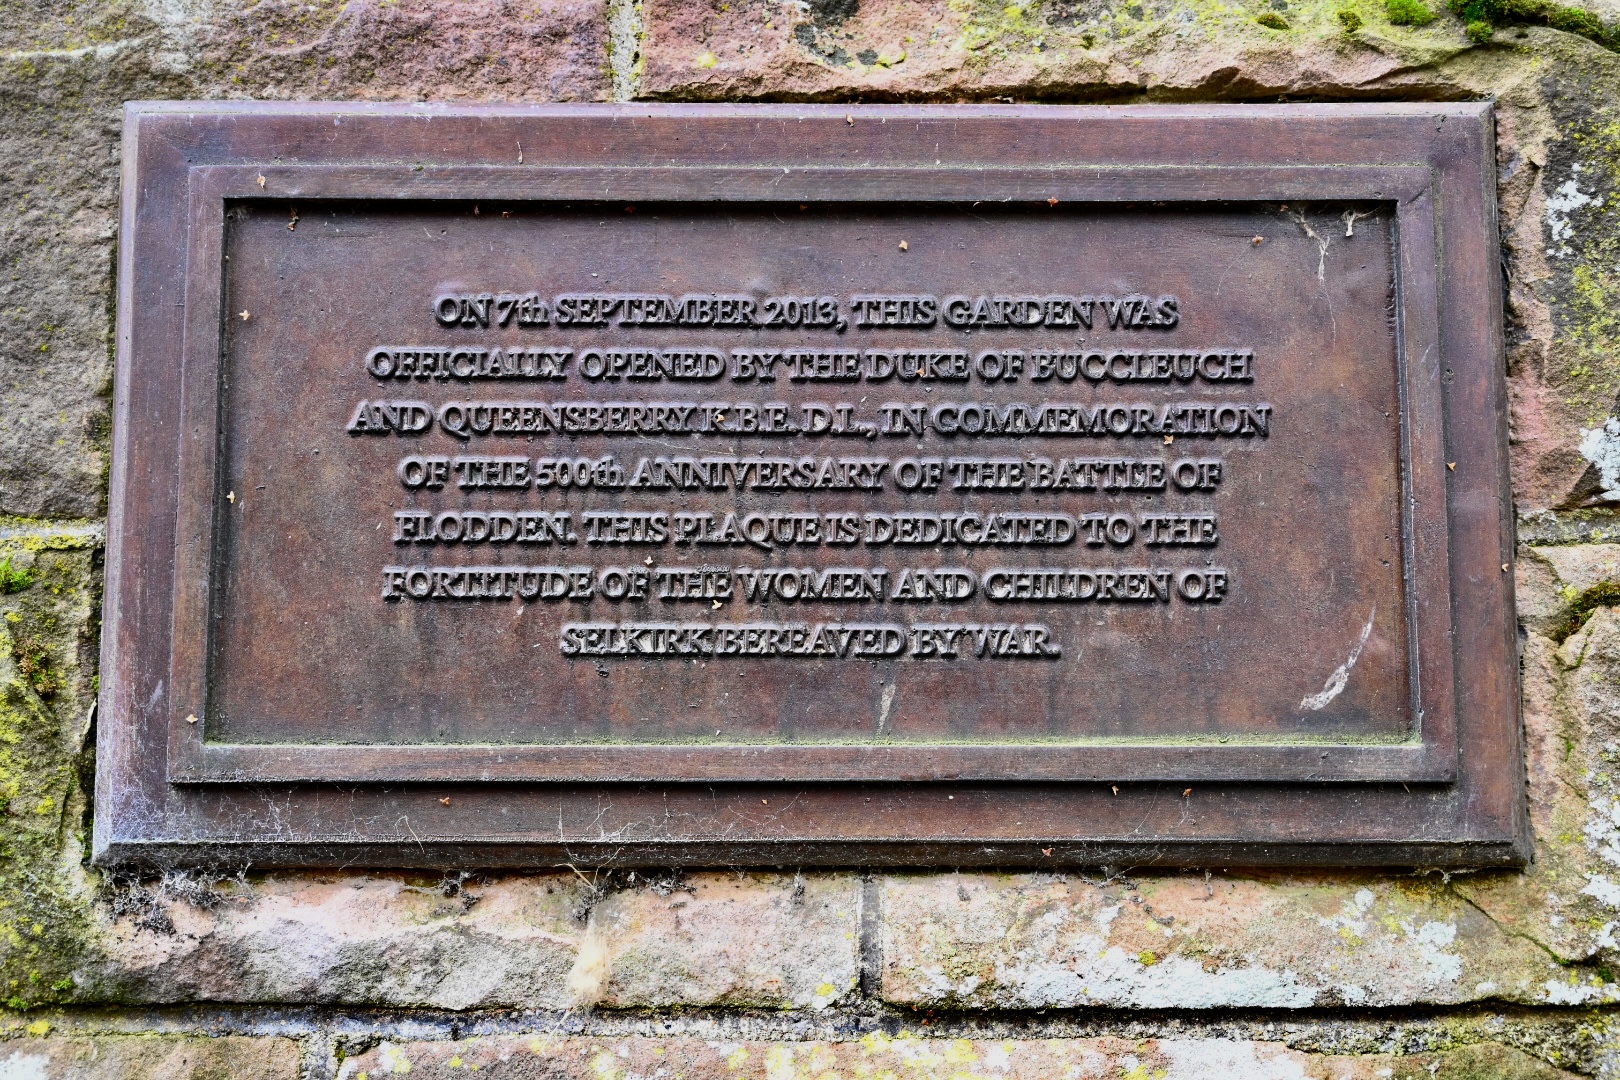 ON 7th SEPTEMBER 2013, THIS GARDEN WAS
OFFICIALLY OPENED BY THE DUKE OF BUCCLEUCH
AND QUEENSBERRY K.B.E. D.L., IN COMMEMORATION
OF THE 500th ANNIVERSARY OF THE BATTLE OF
FLODDEN. THIS PLAQUE IS DEDICATED TO THE
FORTITUDE OF THE WOMEN AND CHILDREN OF
SELKIRK BEREAVED BY WAR.